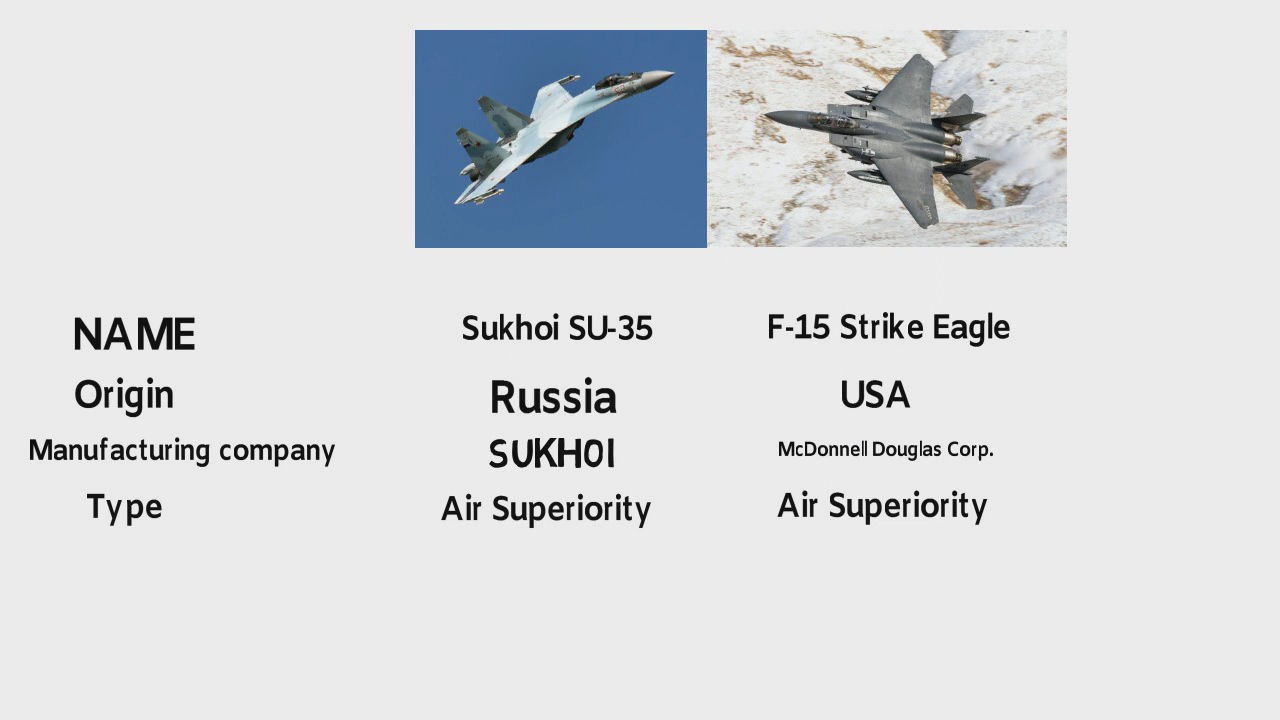 NAME Sukhoi SU-35 F-15 Strike Eagle
Origin Russia USA
Manufacturing company SUKHOI McDonnell Douglas Corp.
Type Air Superiority Air Superiority